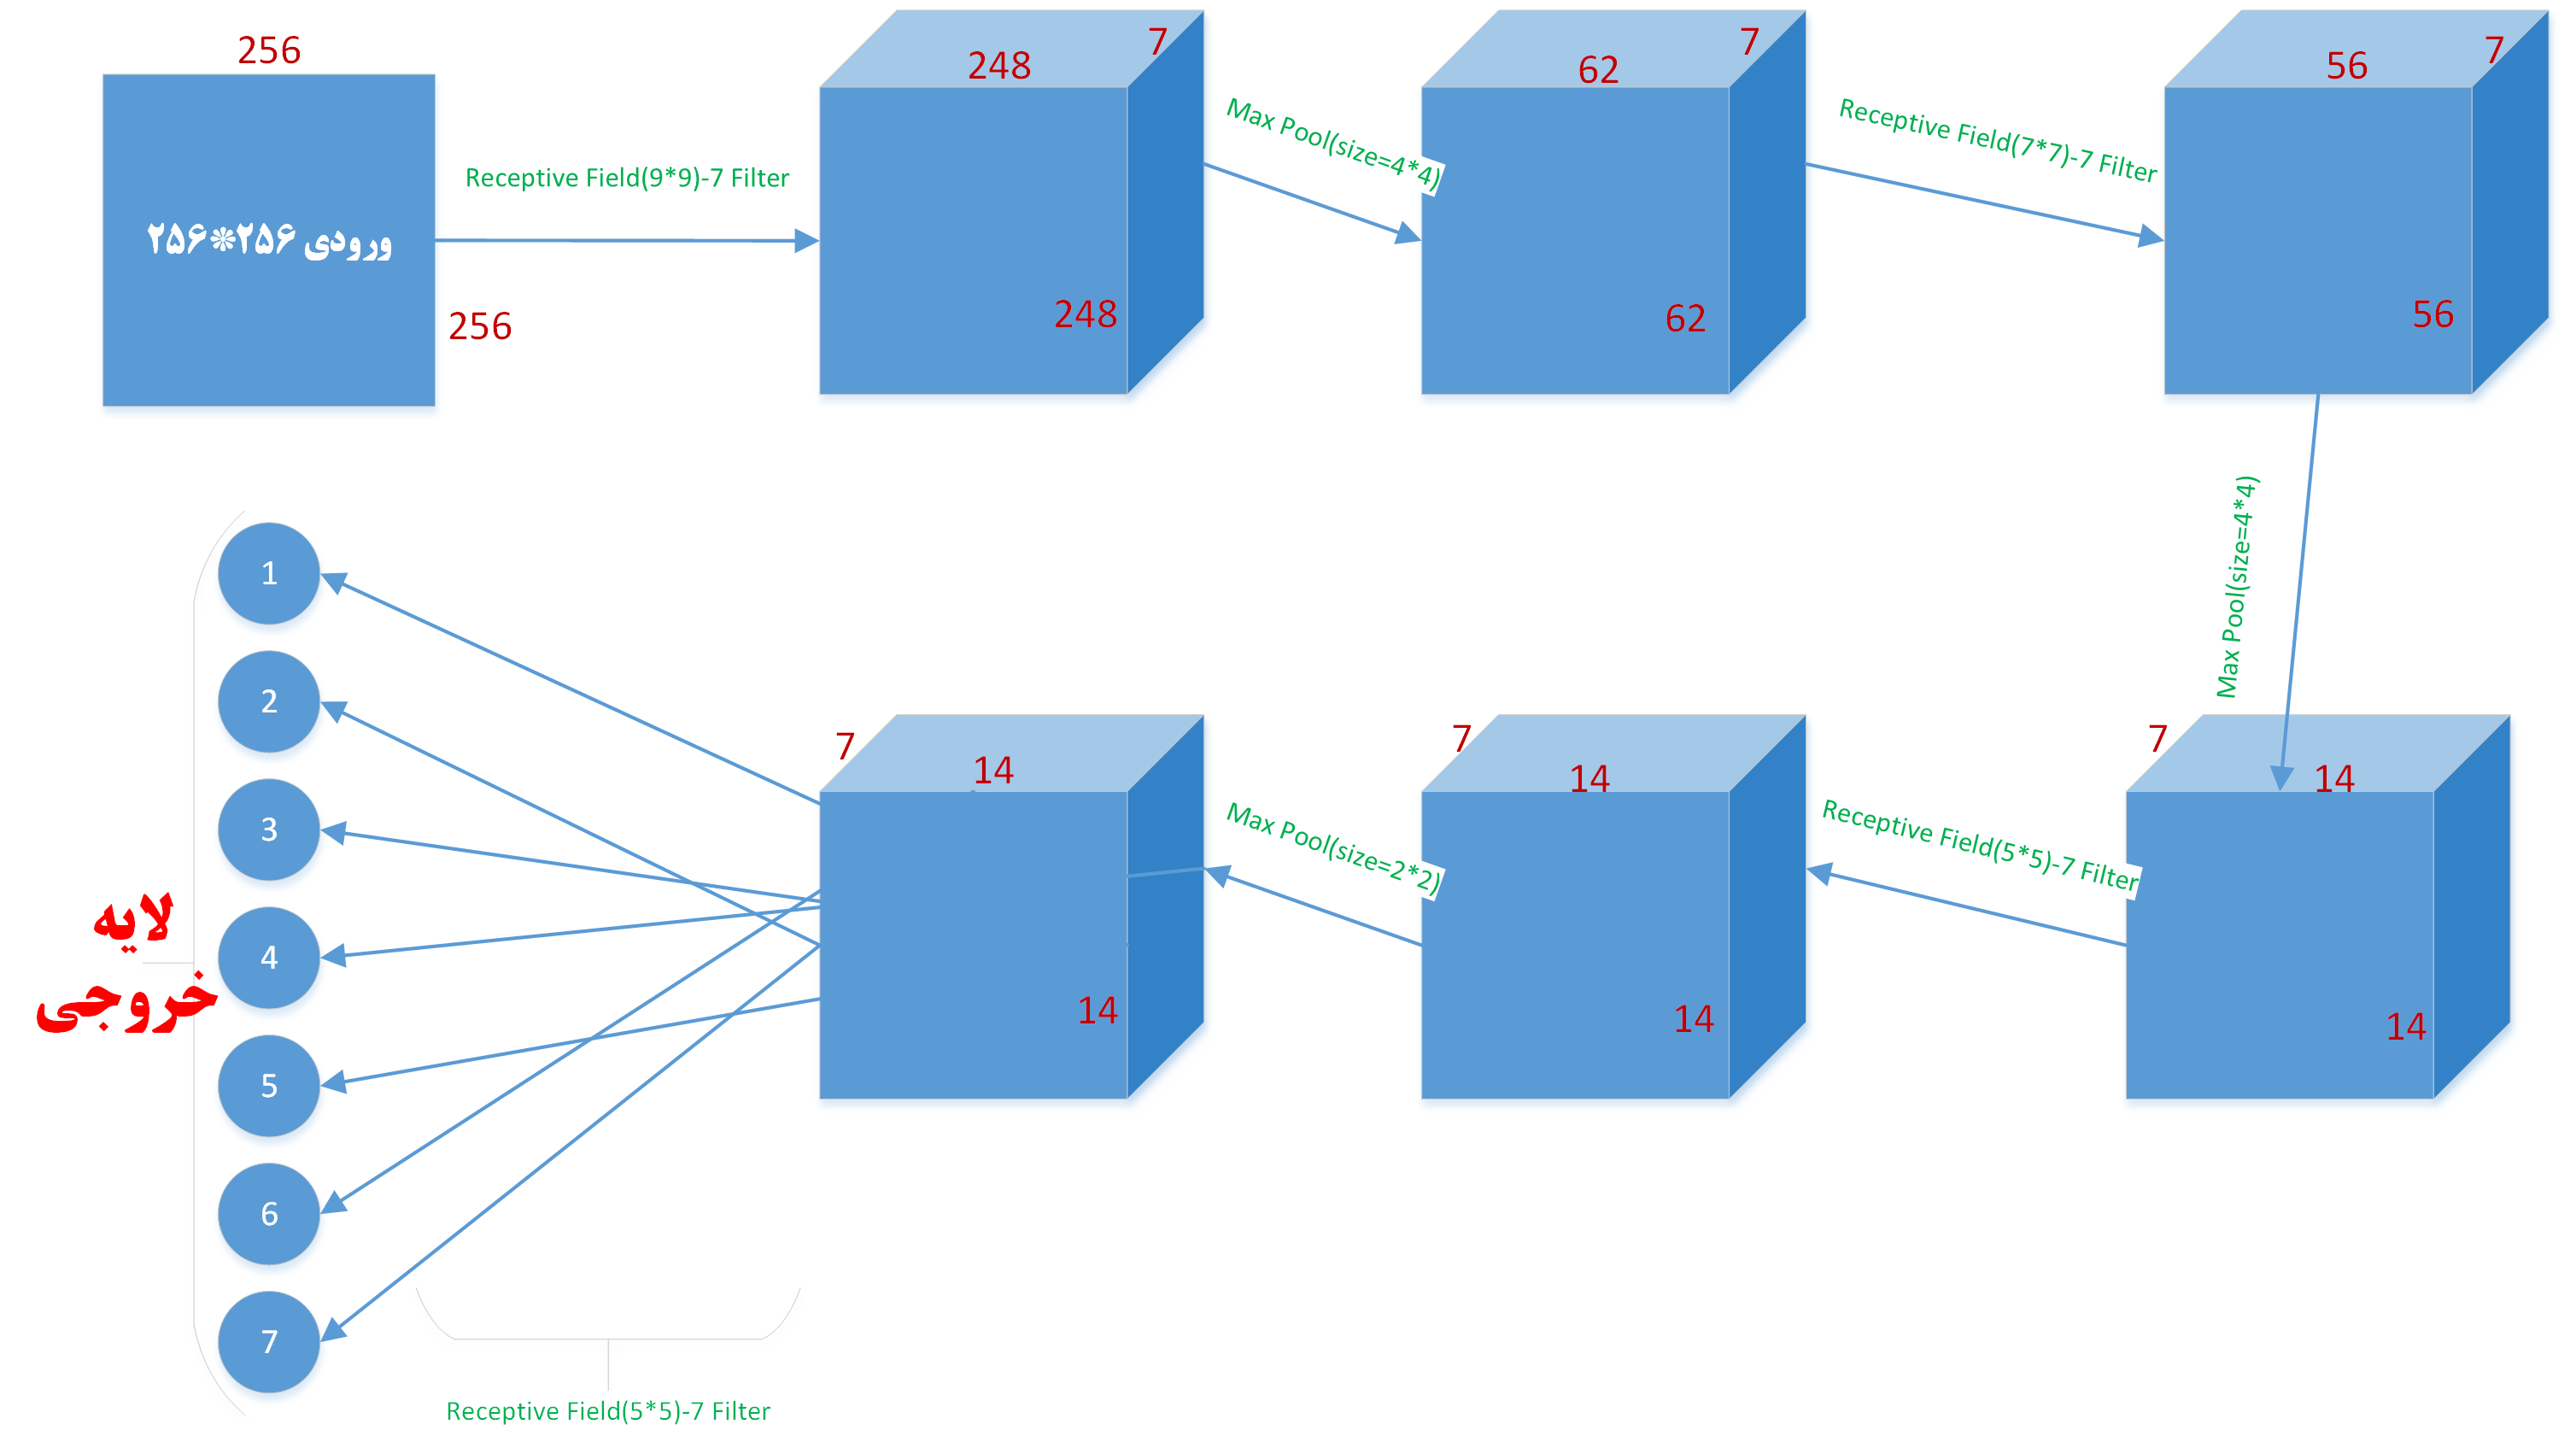 256
ورودی ۲۵۶*۲۵۶
256
Receptive Field(9*9)-7 Filter
7
248
248
Max Pool(size=4*4)
7
62
62
Receptive Field(7*7)-7 Filter
7
56
56
Max Pool(size=4*4)
7
14
14
Receptive Field(5*5)-7 Filter
7
14
14
Max Pool(size=2*2)
7
14
14
Receptive Field(5*5)-7 Filter
1
2
3
4
5
6
7
لایه
خروجی